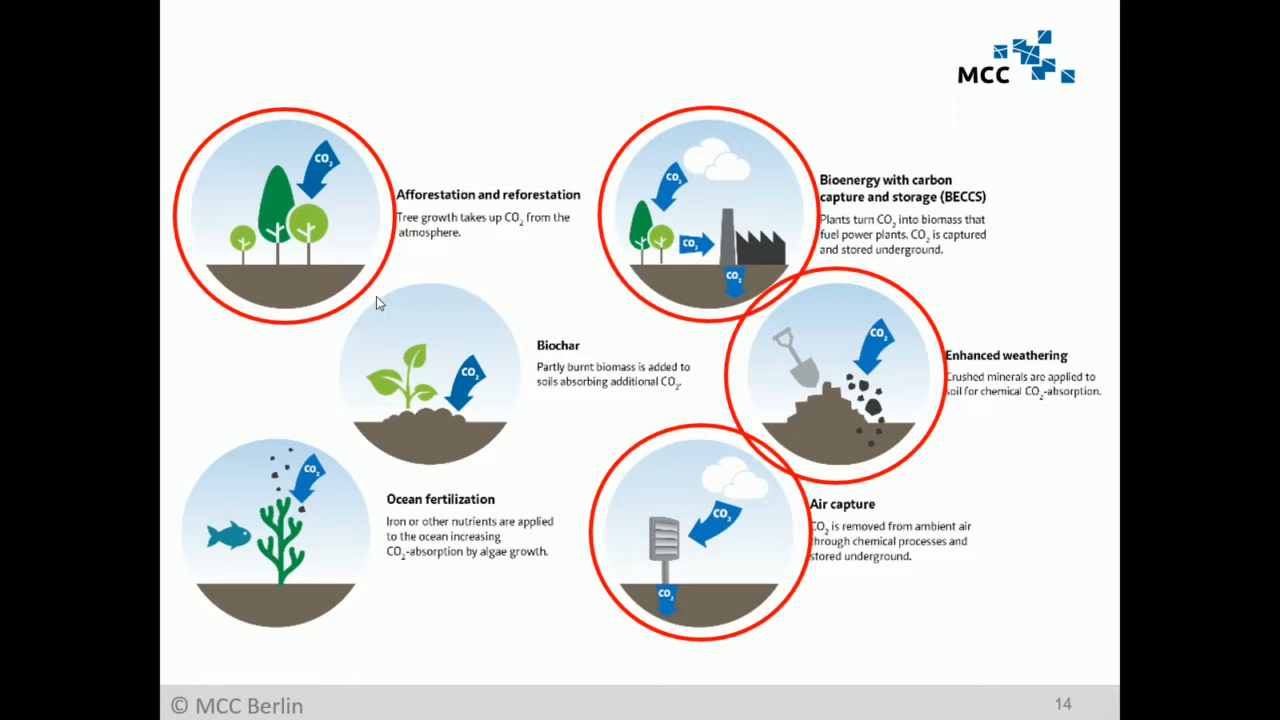 MCC
CO₂
Afforestation and reforestation
Tree growth takes up CO₂ from the
atmosphere.
CO₂
CO₂
CO₂
Bioenergy with carbon
capture and storage (BECCS)
Plants turn CO₂ into biomass that
fuel power plants. CO₂ is captured
and stored underground.
CO₂
Biochar
Partly burnt biomass is added to
soils absorbing additional CO₂.
CO₂
Enhanced weathering
Crushed minerals are applied to
soil for chemical CO₂-absorption.
CO₂
Ocean fertilization
Iron or other nutrients are applied
to the ocean increasing
CO₂-absorption by algae growth.
CO₂
CO₂
Air capture
CO₂ is removed from ambient air
through chemical processes and
stored underground.
© MCC Berlin
14